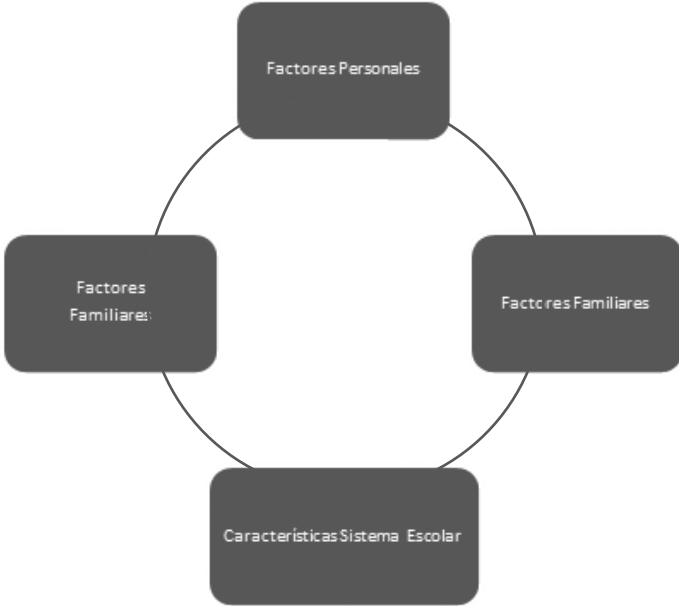 Factores Personales
Factores
Familiares
Factores Familiares
Características Sistema Escolar